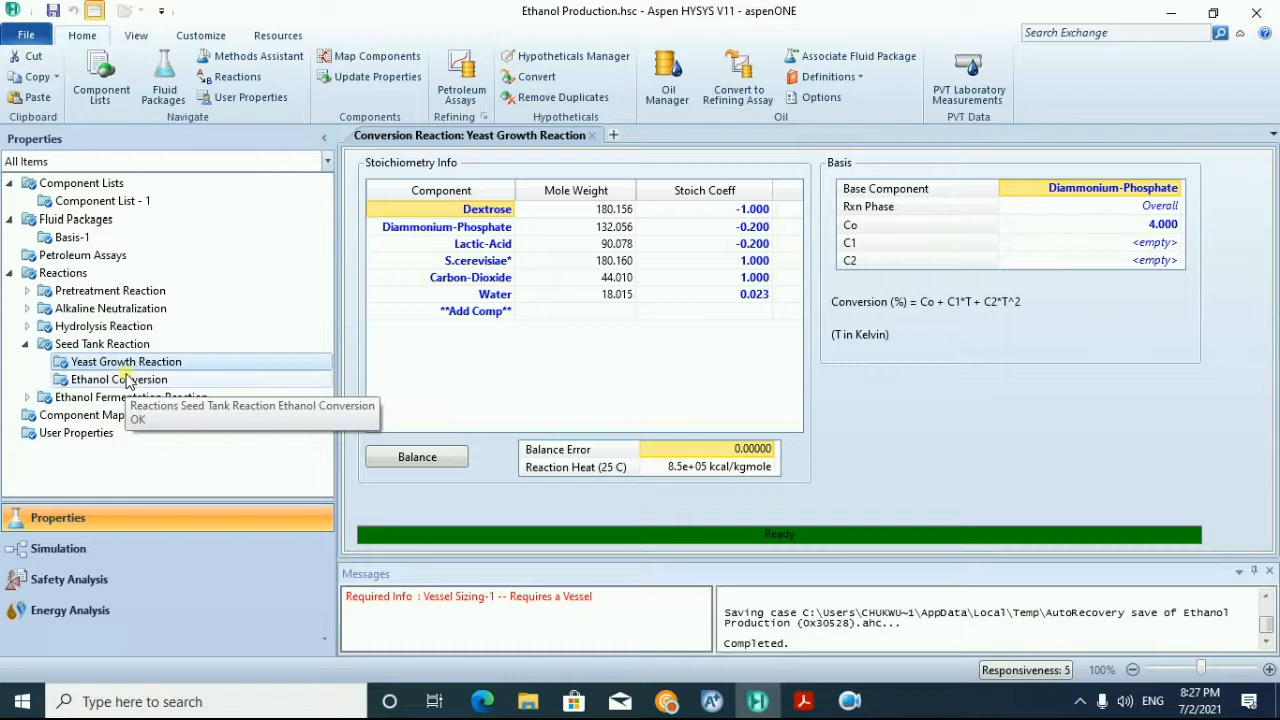 Ethanol Production.hsc - Aspen HYSYS V11 - aspenONE
File Home View Customize Resources
Search Exchange
Cut
Copy
Paste
Clipboard
Component Lists
Fluid Packages
Methods Assistant
Reactions
User Properties
Navigate
Map Components
Update Properties
Components
Petroleum Assays
Refining
Hypotheticals Manager
Convert
Remove Duplicates
Hypotheticals
Oil Manager
Convert to Refining Assay
Associate Fluid Package
Definitions
Options
Oil
PVT Laboratory Measurements
PVT Data
Properties
All Items
Component Lists
Component List - 1
Fluid Packages
Basis-1
Petroleum Assays
Reactions
Pretreatment Reaction
Alkaline Neutralization
Hydrolysis Reaction
Seed Tank Reaction
Yeast Growth Reaction
Ethanol Conversion
Ethanol Fermentation Reaction
Component Map
User Properties
Reactions Seed Tank Reaction Ethanol Conversion
OK
Properties
Simulation
Safety Analysis
Energy Analysis
Conversion Reaction: Yeast Growth Reaction
Stoichiometry Info
Component Mole Weight Stoich Coeff
Dextrose 180.156 -1.000
Diammonium-Phosphate 132.056 -0.200
Lactic-Acid 90.078 -0.200
S.cerevisiae* 180.160 1.000
Carbon-Dioxide 44.010 1.000
Water 18.015 0.023
**Add Comp**
Balance
Balance Error 0.00000
Reaction Heat (25 C) 8.5e+05 kcal/kgmole
Basis
Base Component Diammonium-Phosphate
Rxn Phase Overall
Co 4.000
C1 <empty>
C2 <empty>
Conversion (%) = Co + C1*T + C2*T^2
(T in Kelvin)
Ready
Messages
Required Info : Vessel Sizing-1 -- Requires a Vessel
Saving case C:\Users\CHUKWU~1\AppData\Local\Temp\AutoRecovery save of Ethanol
Production (0x30528).ahc...
Completed.
Responsiveness: 5 100%
Type here to search
ENG
8:27 PM
7/2/2021